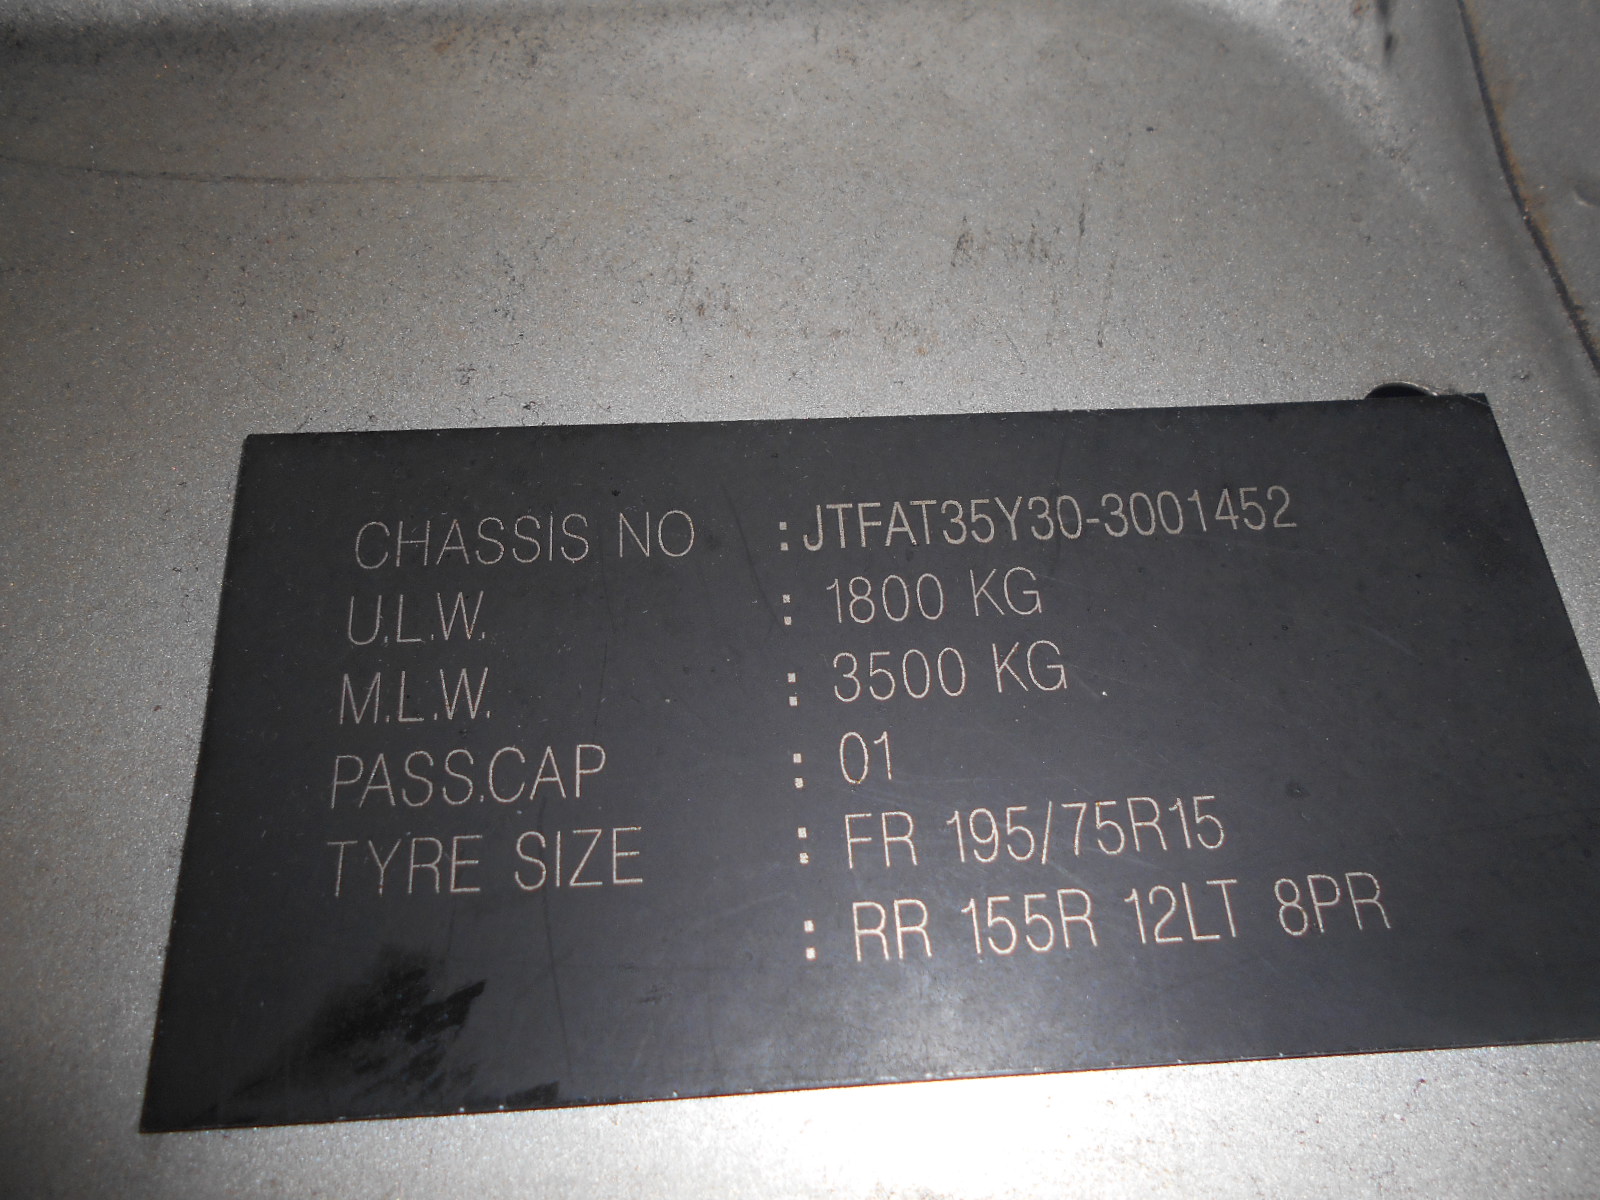 CHASSIS NO : JTFAT35Y30-3001452
U.L.W. : 1800 KG
M.L.W. : 3500 KG
PASS.CAP : 01
TYRE SIZE : FR 195/75R15
: RR 155R 12LT 8PR